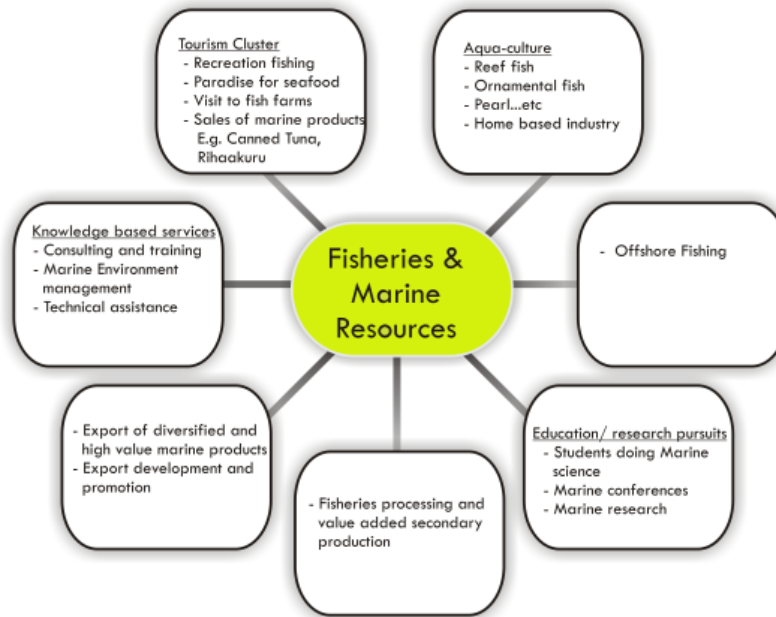 Tourism Cluster
- Recreation fishing
- Paradise for seafood
- Visit to fish farms
- Sales of marine products
E.g. Canned Tuna,
Rihaakuru
Aqua-culture
- Reef fish
- Ornamental fish
- Pearl...etc
- Home based industry
Knowledge based services
- Consulting and training
- Marine Environment
management
- Technical assistance
Fisheries &
Marine
Resources
- Offshore Fishing
- Export of diversified and
high value marine products
- Export development and
promotion
- Fisheries processing and
value added secondary
production
Education/ research pursuits
- Students doing Marine
science
- Marine conferences
- Marine research